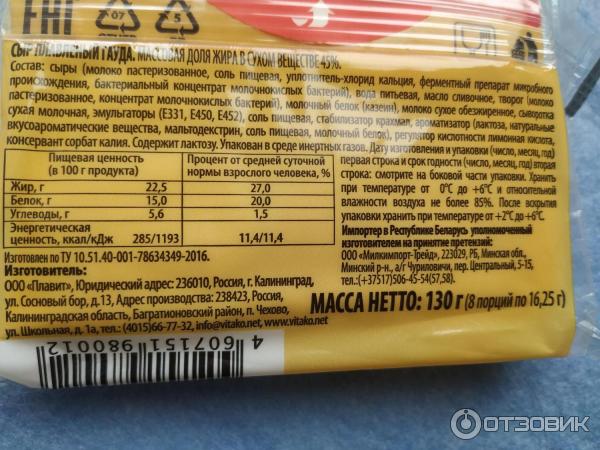 ЕАС
07
5
СЫР ПЛАВЛЕНЫЙ ГАУДА. МАССОВАЯ ДОЛЯ ЖИРА В СУХОМ ВЕЩЕСТВЕ 45%.
Состав: сыры (молоко пастеризованное, соль пищевая, уплотнитель-хлорид кальция, ферментный препарат микробного
происхождения, бактериальный концентрат молочнокислых бактерий), вода питьевая, масло сливочное, творог (молоко
пастеризованное, концентрат молочнокислых бактерий), молочный белок (казеин), молоко сухое обезжиренное, сыворотка
сухая молочная, эмульгаторы (Е331, Е450, Е452), соль пищевая, стабилизатор крахмал, ароматизатор (лактоза, натуральные
вкусоароматические вещества, мальтодекстрин, соль пищевая, молочный белок), регулятор кислотности лимонная кислота,
консервант сорбат калия. Содержит лактозу. Упакован в среде инертных газов. Дату изготовления и упаковки (число, месяц, год)
Пищевая ценность (в 100 г продукта) Процент от средней суточной нормы взрослого человека, %
Жир, г 22,5 27,0
Белок, г 15,0 20,0
Углеводы, г 5,6 1,5
Энергетическая
ценность, ккал/кДж 285/1193 11,4/11,4
первая строка и срок годности (число, месяц, год) вторая
строка: смотрите на боковой части упаковки. Хранить
при температуре от 0°С до +6°С и относительной
влажности воздуха не более 85%. После вскрытия
упаковки хранить при температуре от +2°С до +6°С.
Импортер в Республике Беларусь уполномоченный
изготовителем на принятие претензий:
ООО «Милкимпорт-Трейд», 223029, РБ, Минская обл.,
Минский р-н., а/г Чуриловичи, пер. Центральный, 5-15,
тел.:(+37517)506-45-54(57,58).
Изготовлен по ТУ 10.51.40-001-78634349-2016.
Изготовитель:
ООО «Плавит», Юридический адрес: 236010, Россия, г. Калининград,
ул. Сосновый бор, д.13, Адрес производства: 238423, Россия,
Калининградская область, Багратионовский район, п. Чехово,
ул. Школьная, д. 1а, тел.: (4015)66-77-32, info@vitako.net, www.vitako.net
МАССА НЕТТО: 130 г (8 порций по 16,25 г)
4 607151 980012
ОТЗОВИК